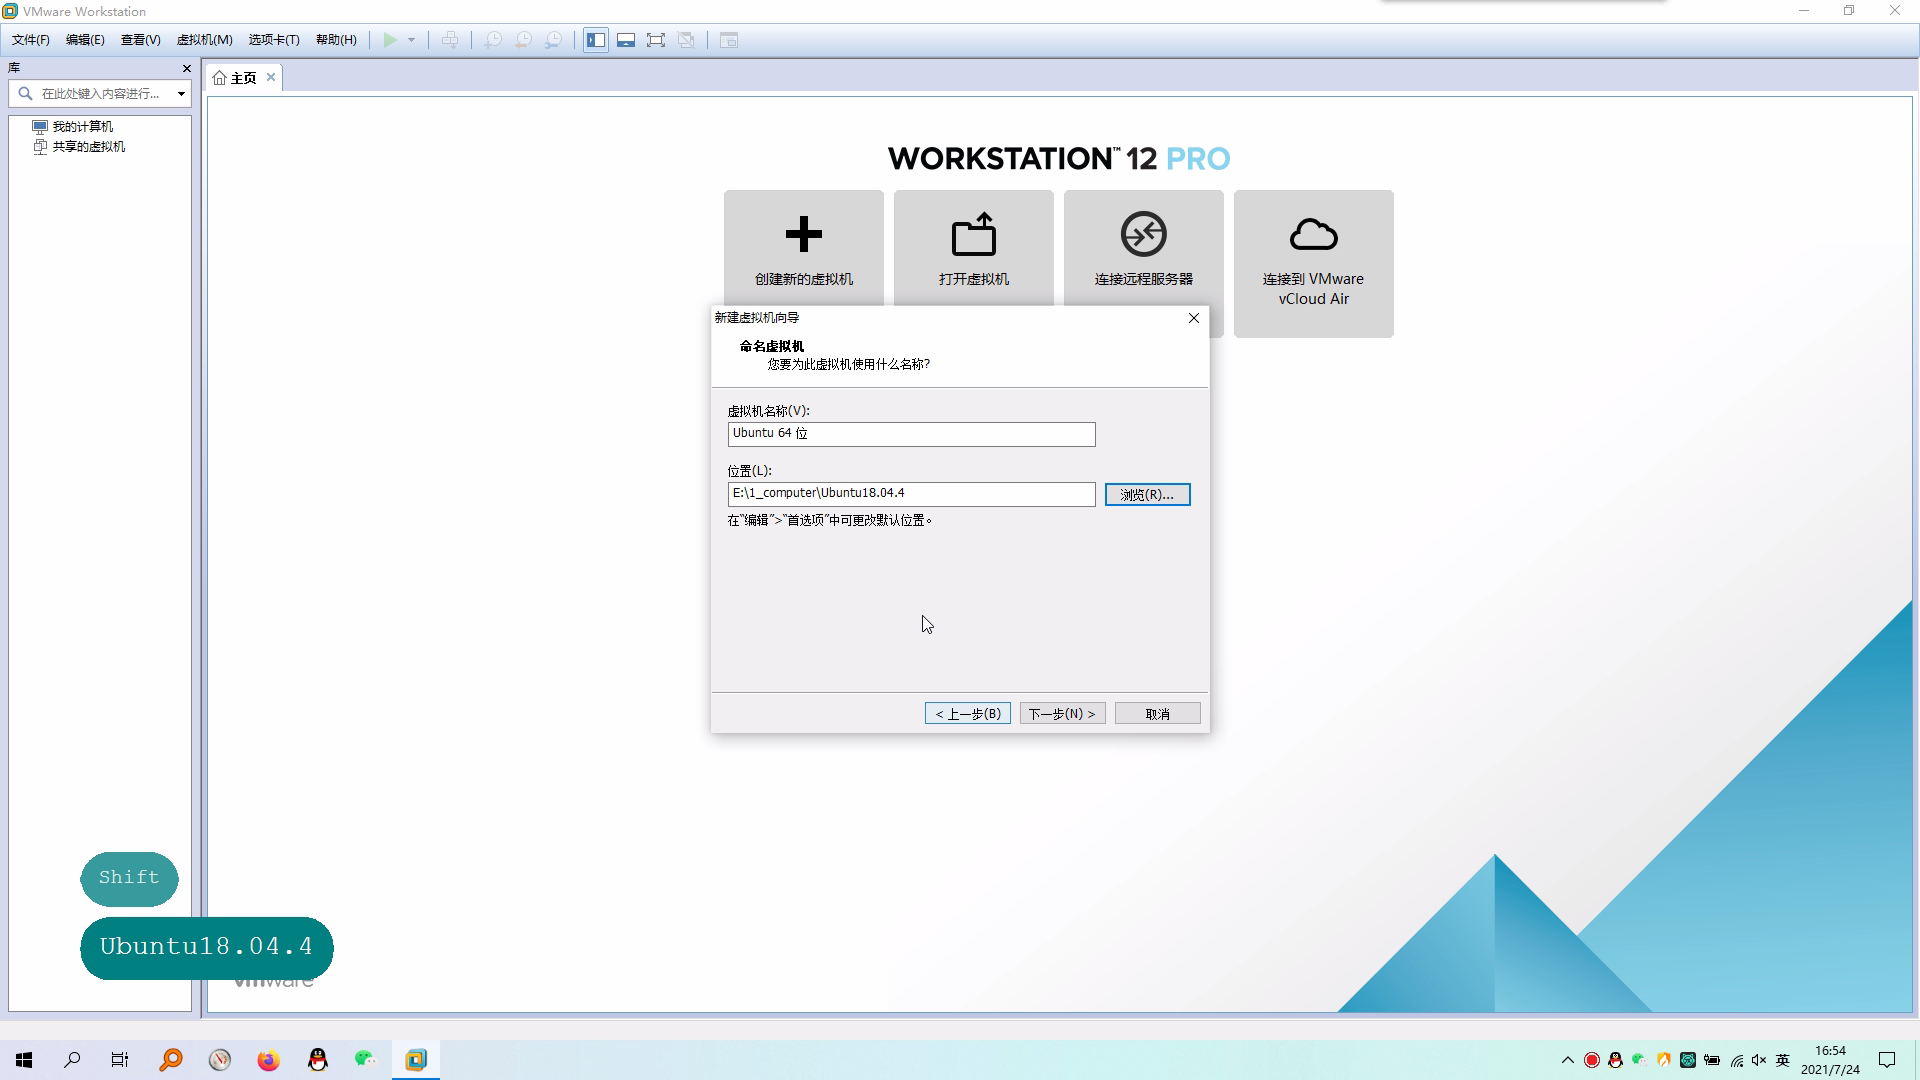 VMware Workstation
文件(F) 编辑(E) 查看(V) 虚拟机(M) 选项卡(T) 帮助(H)
库
在此处键入内容进行...
我的计算机
共享的虚拟机
主页
WORKSTATION™ 12 PRO
创建新的虚拟机
打开虚拟机
连接远程服务器
连接到 VMware
vCloud Air
新建虚拟机向导
命名虚拟机
您要为此虚拟机使用什么名称?
虚拟机名称(V):
Ubuntu 64 位
位置(L):
E:\1_computer\Ubuntu18.04.4
浏览(R)...
在"编辑">"首选项"中可更改默认位置。
< 上一步(B) 下一步(N) > 取消
Shift
Ubuntu18.04.4
vmware
英
16:54
2021/7/24